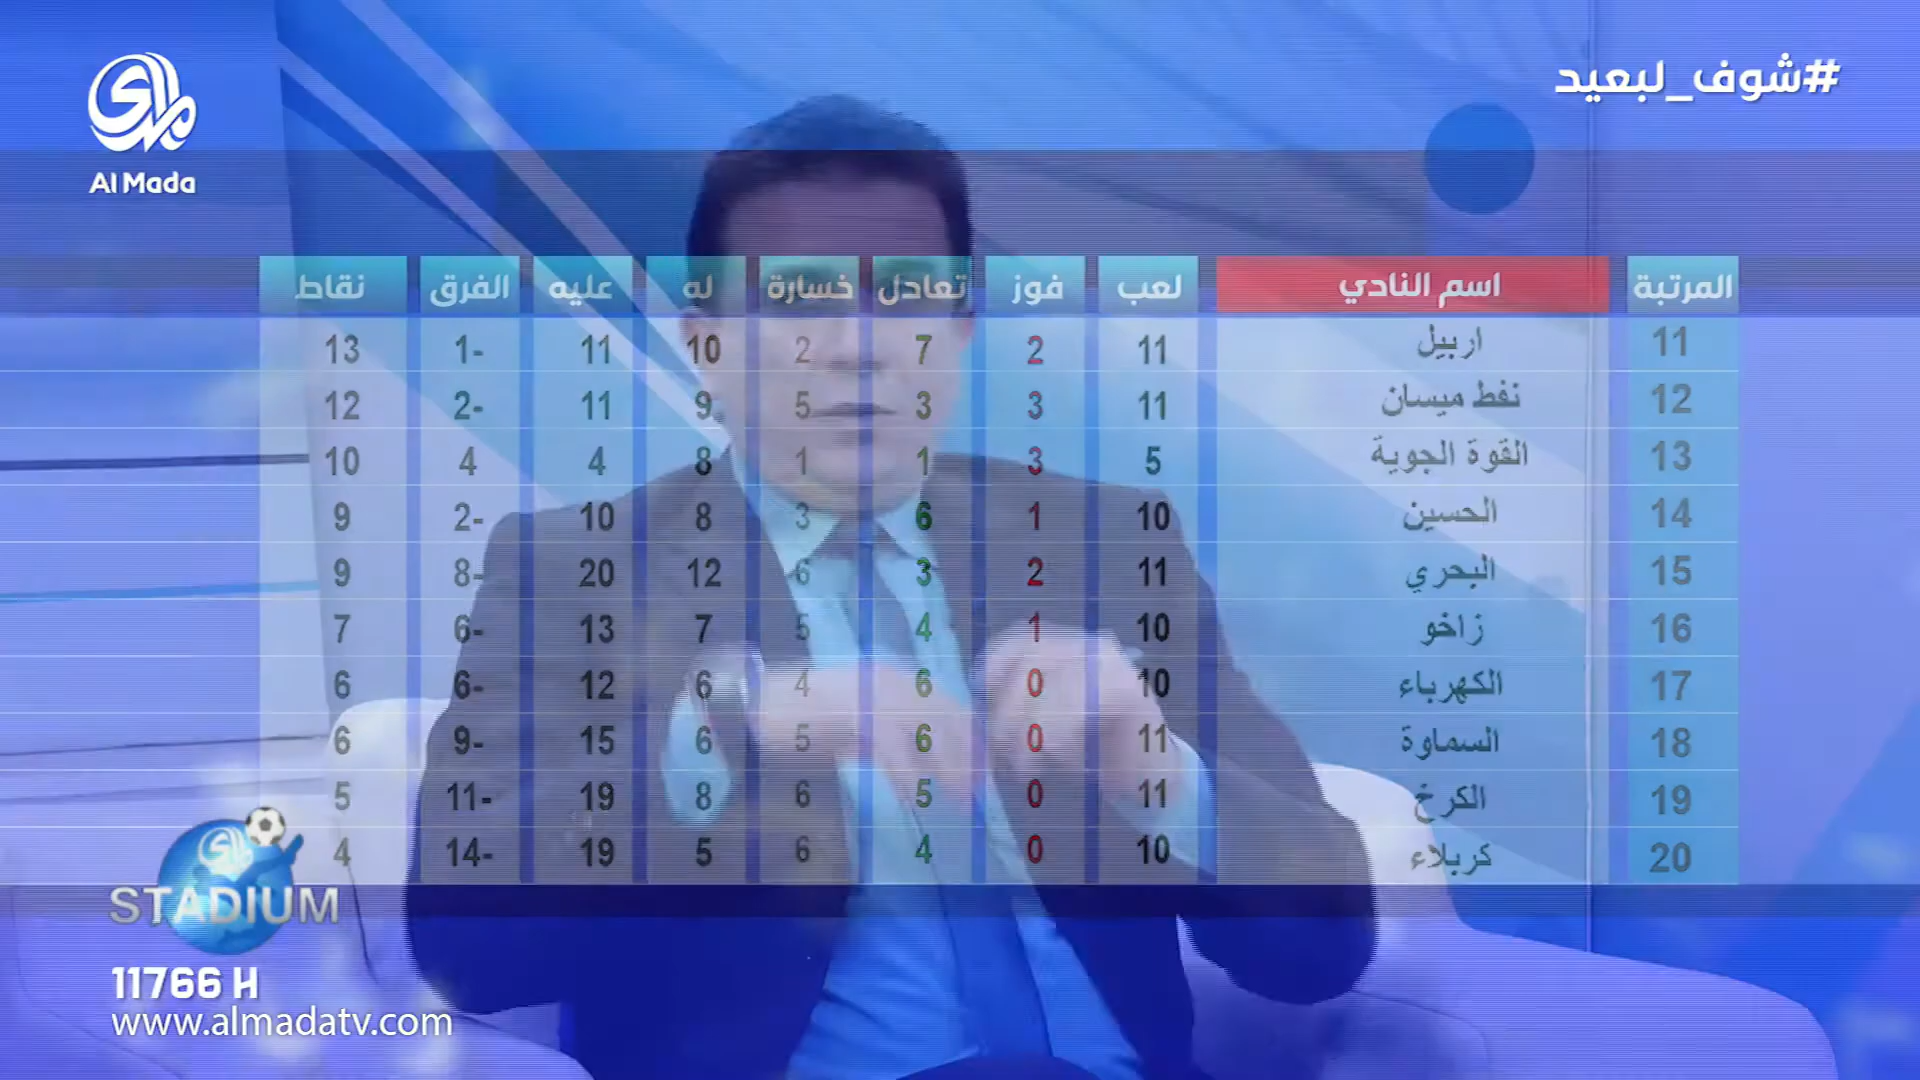 #شوف_لبعيد
مدى
Al Mada
المرتبة اسم النادي لعب فوز تعادل خسارة له عليه الفرق نقاط
11 اربيل 11 2 7 2 10 11 1- 13
12 نفط ميسان 11 3 3 5 9 11 2- 12
13 القوة الجوية 5 3 1 1 8 4 4 10
14 الحسين 10 1 6 3 8 10 2- 9
15 البحري 11 2 3 6 12 20 8- 9
16 زاخو 10 1 4 5 7 13 6- 7
17 الكهرباء 10 0 6 4 6 12 6- 6
18 السماوة 11 0 6 5 6 15 9- 6
19 الكرخ 11 0 5 6 8 19 11- 5
20 كربلاء 10 0 4 6 5 19 14- 4
STADIUM
11766 H
www.almadatv.com